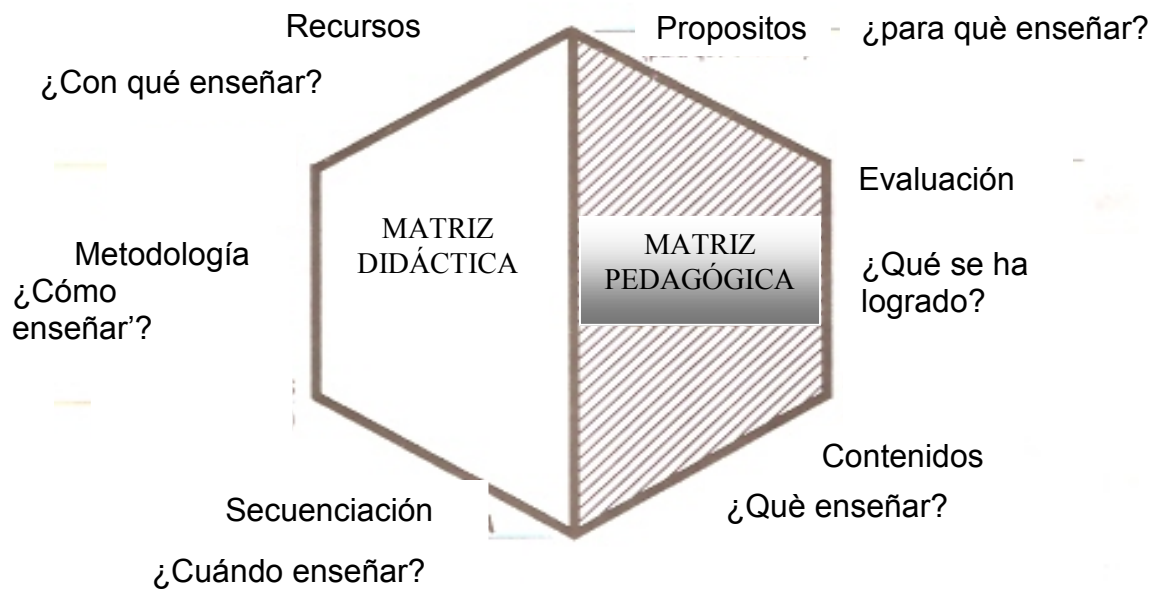 Recursos
Propositos - ¿para què enseñar?
¿Con qué enseñar?
Evaluación
MATRIZ
DIDÁCTICA
MATRIZ
PEDAGÓGICA
Metodología
¿Cómo
enseñar’?
¿Qué se ha
logrado?
Contenidos
¿Què enseñar?
Secuenciación
¿Cuándo enseñar?